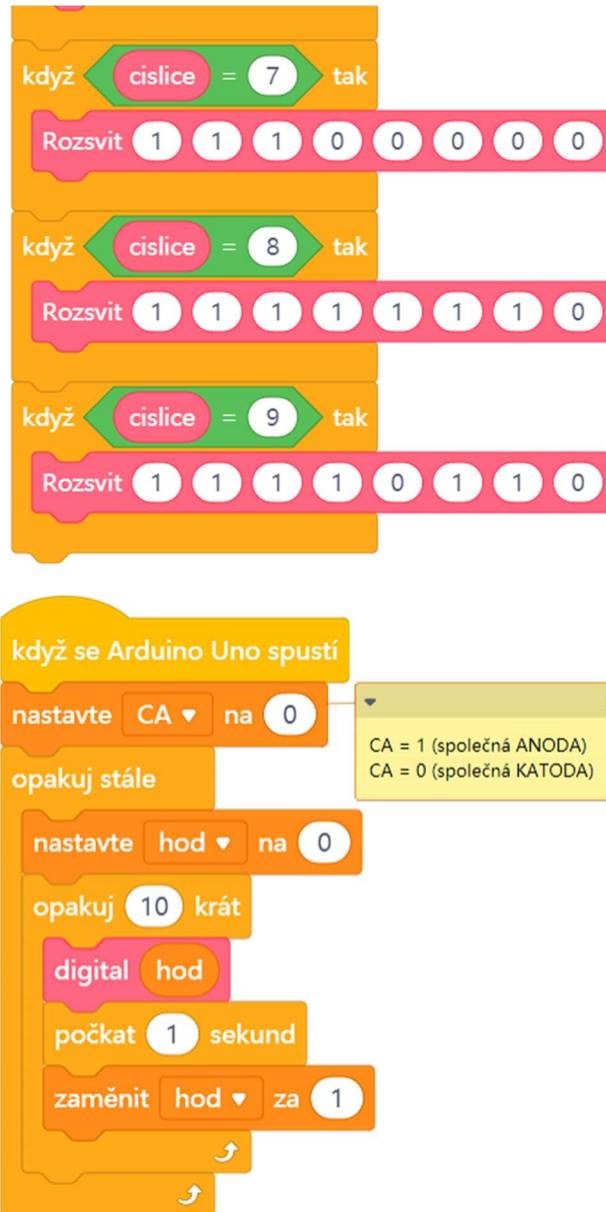 když cislice = 7 tak
Rozsvit 1 1 1 0 0 0 0 0
když cislice = 8 tak
Rozsvit 1 1 1 1 1 1 1 0
když cislice = 9 tak
Rozsvit 1 1 1 1 0 1 1 0
když se Arduino Uno spustí
nastavte CA na 0
CA = 1 (společná ANODA)
CA = 0 (společná KATODA)
opakuj stále
nastavte hod na 0
opakuj 10 krát
digital hod
počkat 1 sekund
zaměnit hod za 1